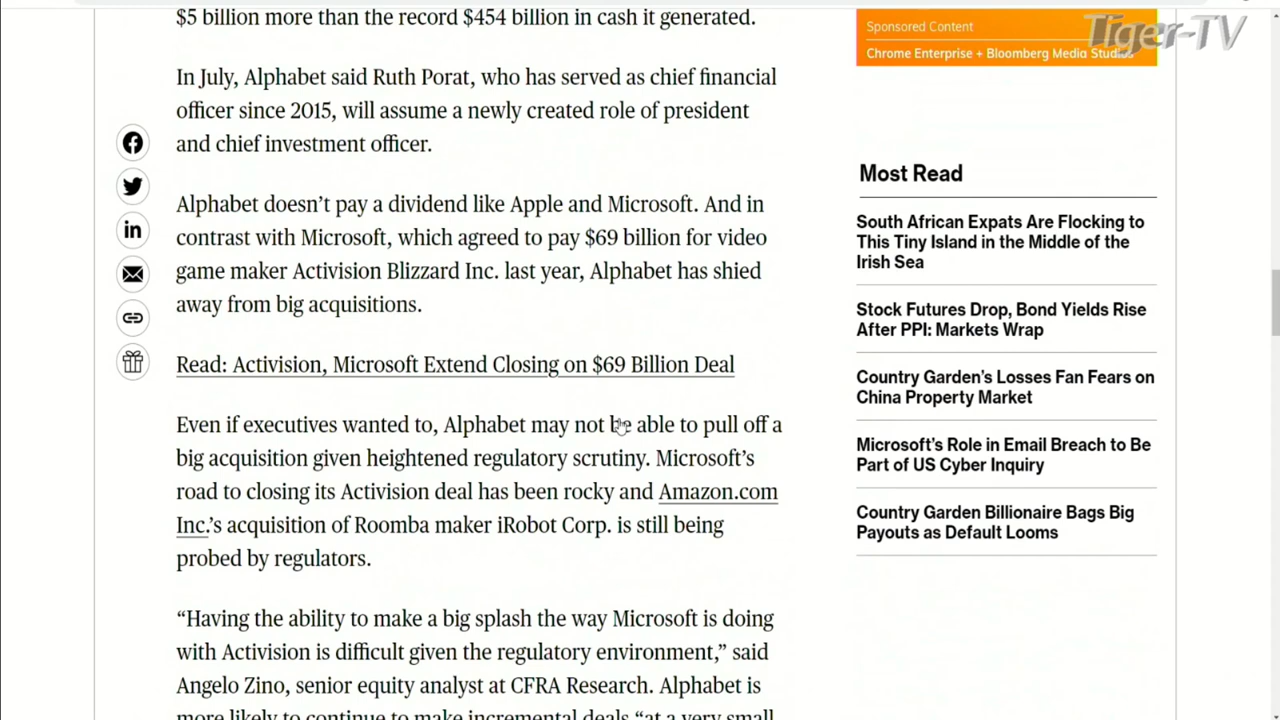 $5 billion more than the record $454 billion in cash it generated.
In July, Alphabet said Ruth Porat, who has served as chief financial
officer since 2015, will assume a newly created role of president
and chief investment officer.
Alphabet doesn’t pay a dividend like Apple and Microsoft. And in
contrast with Microsoft, which agreed to pay $69 billion for video
game maker Activision Blizzard Inc. last year, Alphabet has shied
away from big acquisitions.
Read: Activision, Microsoft Extend Closing on $69 Billion Deal
Even if executives wanted to, Alphabet may not be able to pull off a
big acquisition given heightened regulatory scrutiny. Microsoft’s
road to closing its Activision deal has been rocky and Amazon.com
Inc.’s acquisition of Roomba maker iRobot Corp. is still being
probed by regulators.
“Having the ability to make a big splash the way Microsoft is doing
with Activision is difficult given the regulatory environment,” said
Angelo Zino, senior equity analyst at CFRA Research. Alphabet is
more likely to continue to make incremental deals “at a very small
Tiger-TV
Sponsored Content
Chrome Enterprise + Bloomberg Media Studios
Most Read
South African Expats Are Flocking to
This Tiny Island in the Middle of the
Irish Sea
Stock Futures Drop, Bond Yields Rise
After PPI: Markets Wrap
Country Garden’s Losses Fan Fears on
China Property Market
Microsoft’s Role in Email Breach to Be
Part of US Cyber Inquiry
Country Garden Billionaire Bags Big
Payouts as Default Looms